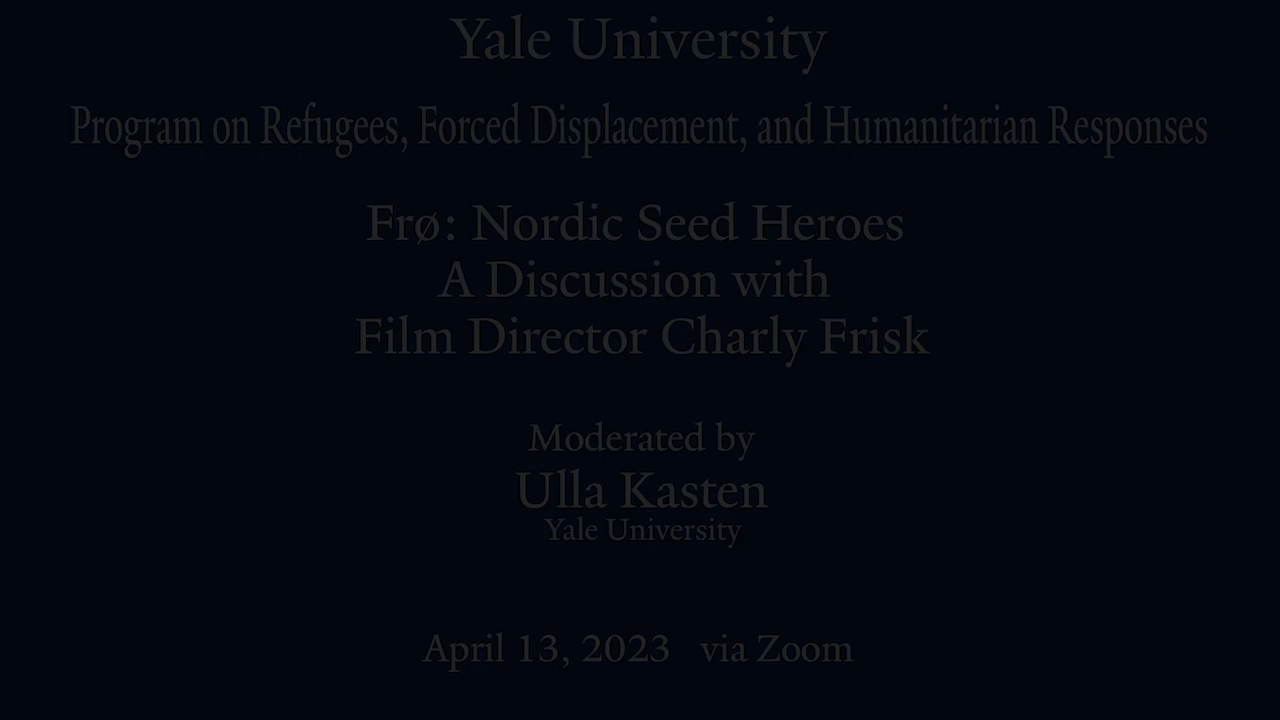 Yale University
Program on Refugees, Forced Displacement, and Humanitarian Responses
Frø: Nordic Seed Heroes
A Discussion with
Film Director Charly Frisk
Moderated by
Ulla Kasten
Yale University
April 13, 2023 via Zoom